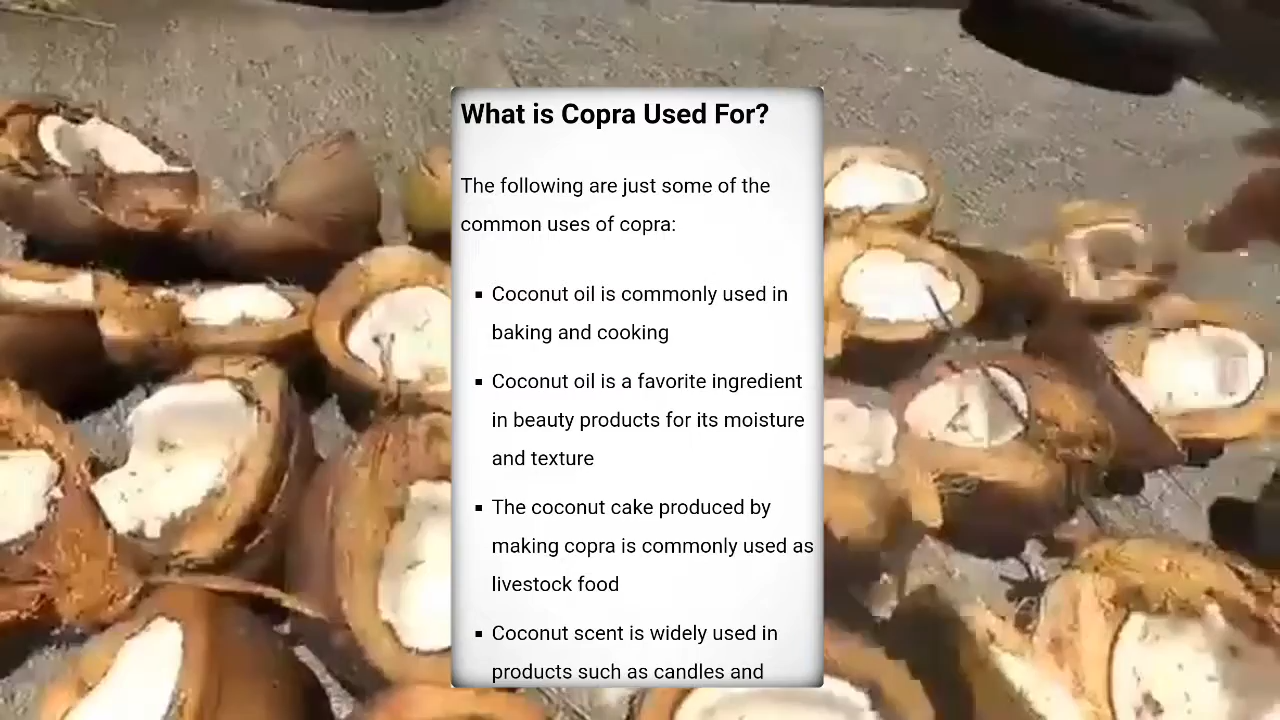 What is Copra Used For?
The following are just some of the
common uses of copra:
▪ Coconut oil is commonly used in
baking and cooking
▪ Coconut oil is a favorite ingredient
in beauty products for its moisture
and texture
▪ The coconut cake produced by
making copra is commonly used as
livestock food
▪ Coconut scent is widely used in
products such as candles and